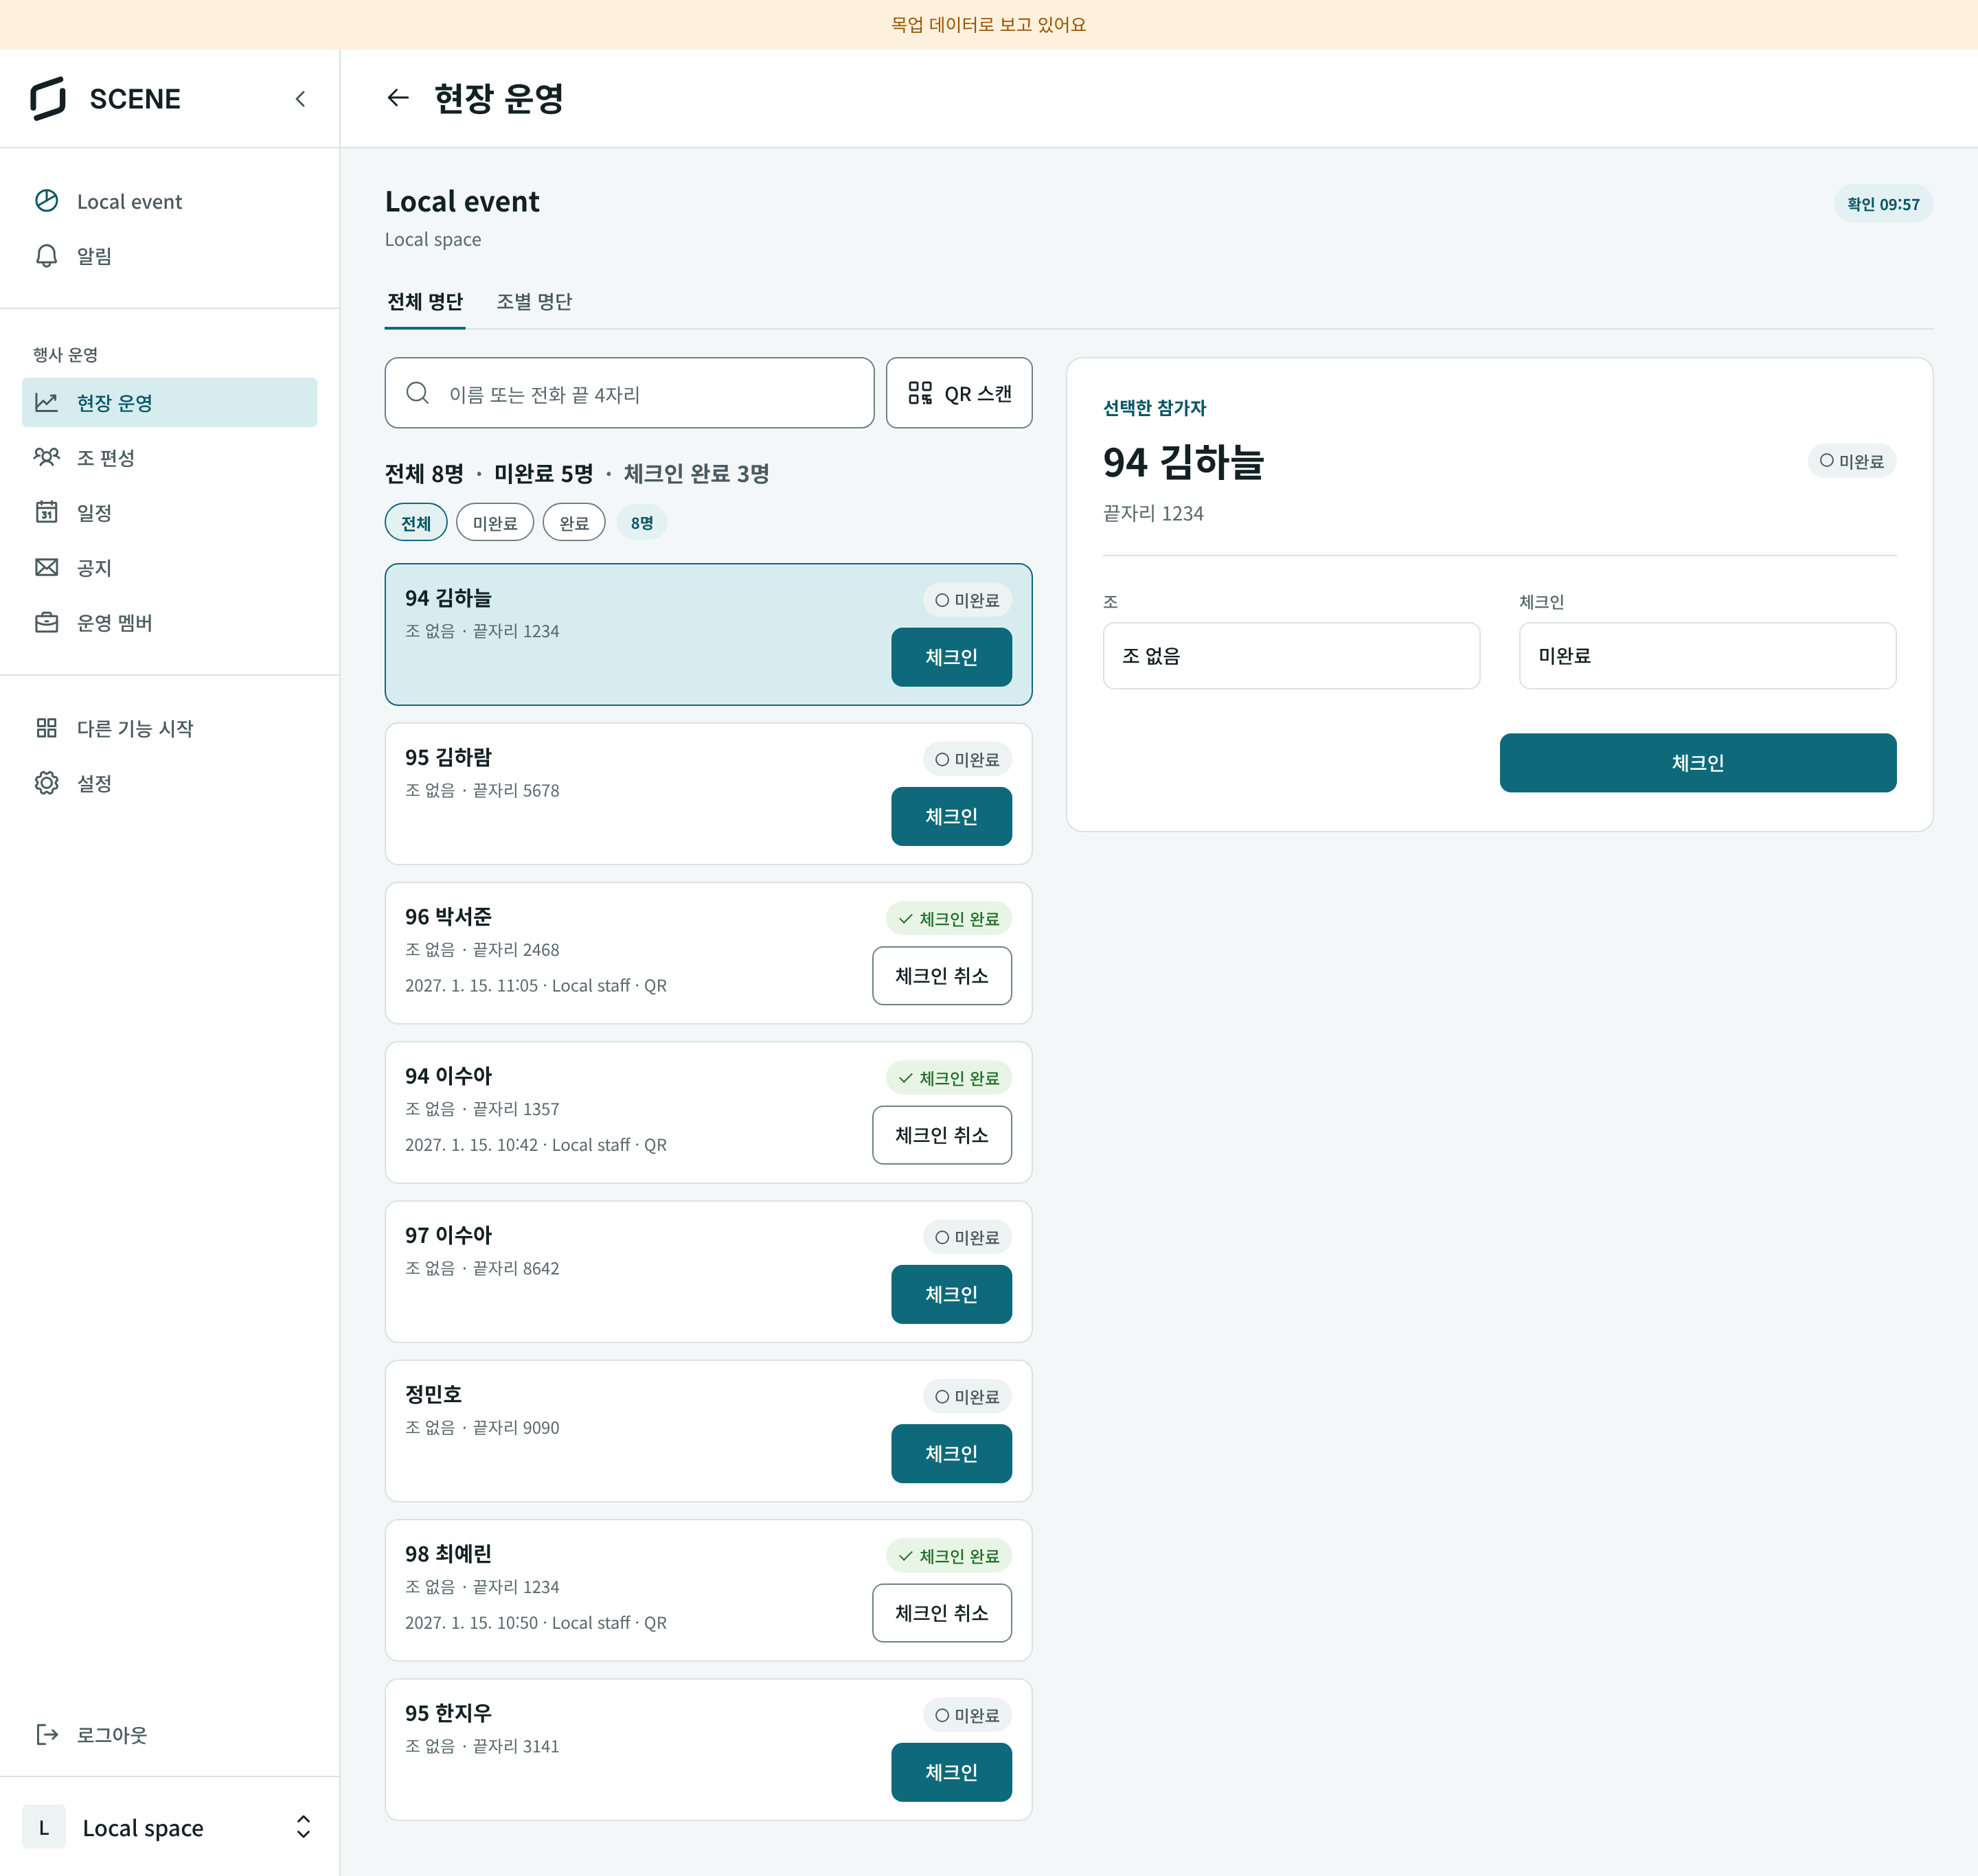 목업 데이터로 보고 있어요
SCENE
현장 운영
Local event
알림
행사 운영
현장 운영
조 편성
31
일정
공지
운영 멤버
다른 기능 시작
설정
로그아웃
L
Local space
Local event
확인 09:57
Local space
전체 명단
조별 명단
이름 또는 전화 끝 4자리
QR 스캔
전체 8명 · 미완료 5명 · 체크인 완료 3명
전체
미완료
완료
8명
94 김하늘
미완료
조 없음 · 끝자리 1234
체크인
95 김하람
미완료
조 없음 · 끝자리 5678
체크인
96 박서준
체크인 완료
조 없음 · 끝자리 2468
체크인 취소
2027. 1. 15. 11:05 · Local staff · QR
94 이수아
체크인 완료
조 없음 · 끝자리 1357
체크인 취소
2027. 1. 15. 10:42 · Local staff · QR
97 이수아
미완료
조 없음 · 끝자리 8642
체크인
정민호
미완료
조 없음 · 끝자리 9090
체크인
98 최예린
체크인 완료
조 없음 · 끝자리 1234
체크인 취소
2027. 1. 15. 10:50 · Local staff · QR
95 한지우
미완료
조 없음 · 끝자리 3141
체크인
선택한 참가자
94 김하늘
미완료
끝자리 1234
조
체크인
조 없음
미완료
체크인